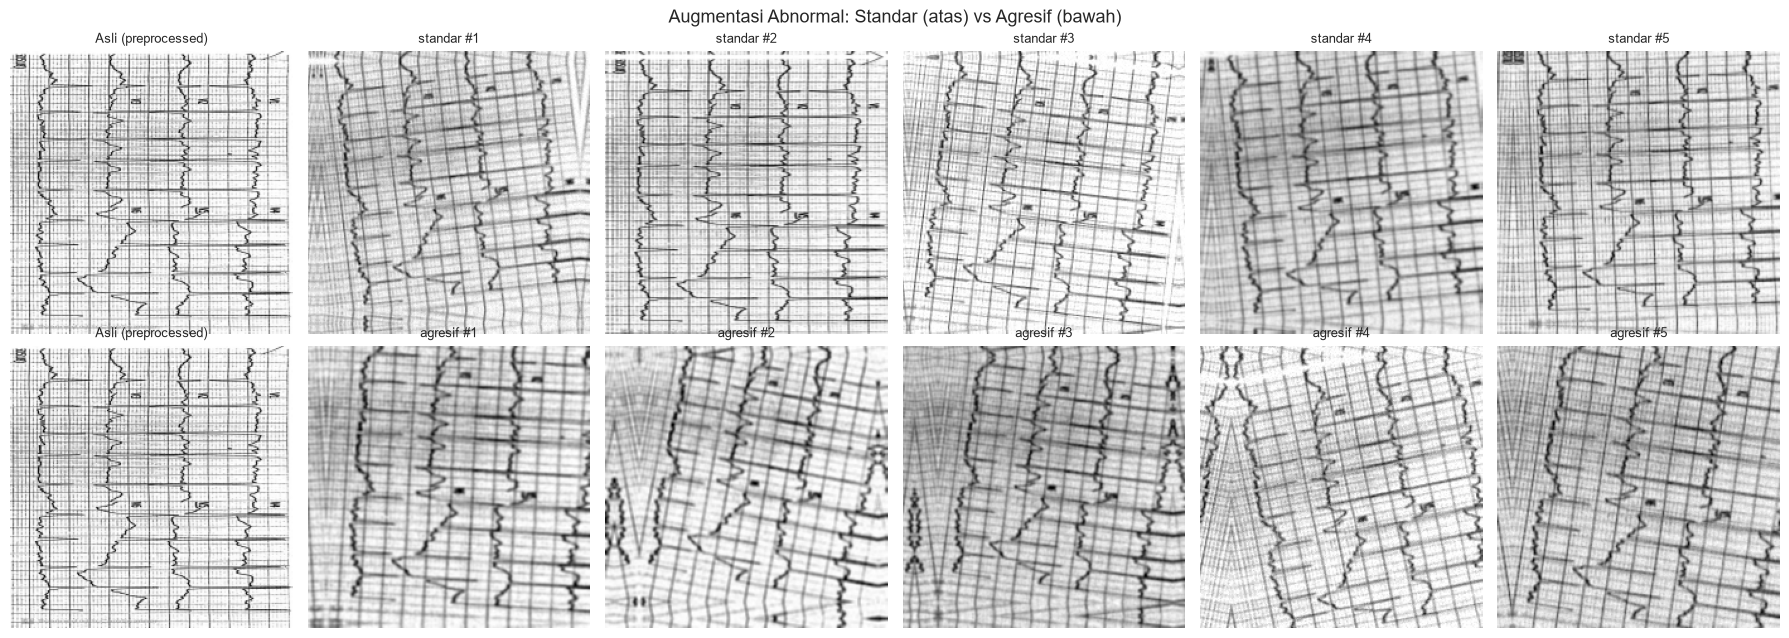 Augmentasi Abnormal: Standar (atas) vs Agresif (bawah)
Asli (preprocessed)
standar #1
standar #2
standar #3
standar #4
standar #5
Asli (preprocessed)
agresif #1
agresif #2
agresif #3
agresif #4
agresif #5